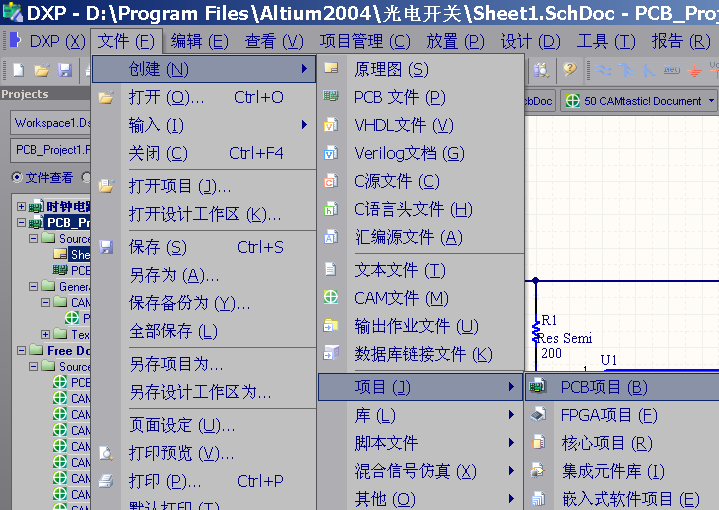 DXP - D:\Program Files\Altium2004\光电开关\Sheet1.SchDoc - PCB_Proj
DXP (X) 文件 (F) 编辑 (E) 查看 (V) 项目管理 (C) 放置 (P) 设计 (D) 工具 (T) 报告 (R)
Projects
Workspace1.Ds
PCB_Project1.P
文件查看
时钟电路
PCB_Pr
Source
She
PCB
Genera
CAM
P
Tex
Free Do
Source
PCB
CAM
CAM
CAM
CAM
CAM
CAM
CAM
创建 (N)
打开 (O)... Ctrl+O
输入 (I)
关闭 (C) Ctrl+F4
打开项目 (J)...
打开设计工作区 (K)...
保存 (S) Ctrl+S
另存为 (A)...
保存备份为 (Y)...
全部保存 (L)
另存项目为...
另存设计工作区为...
页面设定 (U)...
打印预览 (V)...
打印 (P)... Ctrl+P
默认打印 (T)
原理图 (S)
PCB 文件 (P)
VHDL文件 (V)
Verilog文档 (G)
C源文件 (C)
C语言头文件 (H)
汇编源文件 (A)
文本文件 (T)
CAM文件 (M)
输出作业文件 (U)
数据库链接文件 (K)
项目 (J)
库 (L)
脚本文件
混合信号仿真 (X)
其他 (O)
PCB项目 (B)
FPGA项目 (F)
核心项目 (R)
集成元件库 (I)
嵌入式软件项目 (E)
cbDoc
50 CAMtastic! Document
R1
Res Semi
200
U1
1